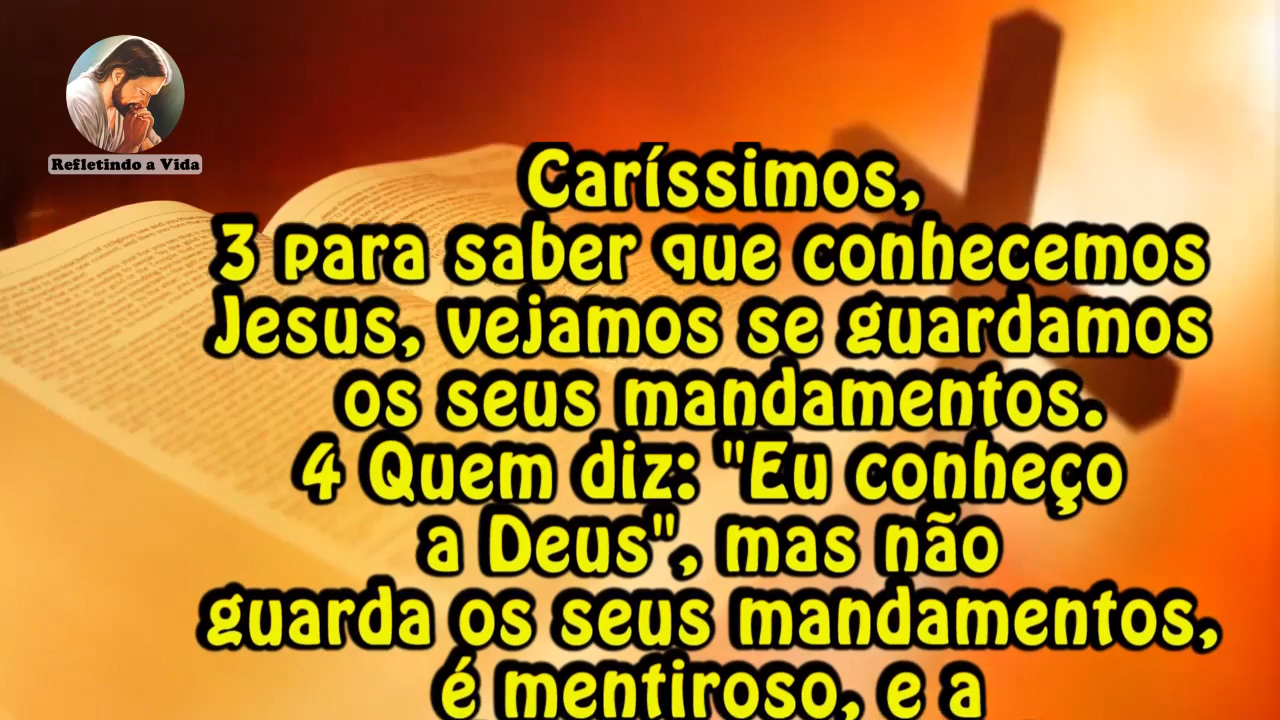 Refletindo a Vida
Caríssimos,
3 para saber que conhecemos
Jesus, vejamos se guardamos
os seus mandamentos.
4 Quem diz: "Eu conheço
a Deus", mas não
guarda os seus mandamentos,
é mentiroso, e a